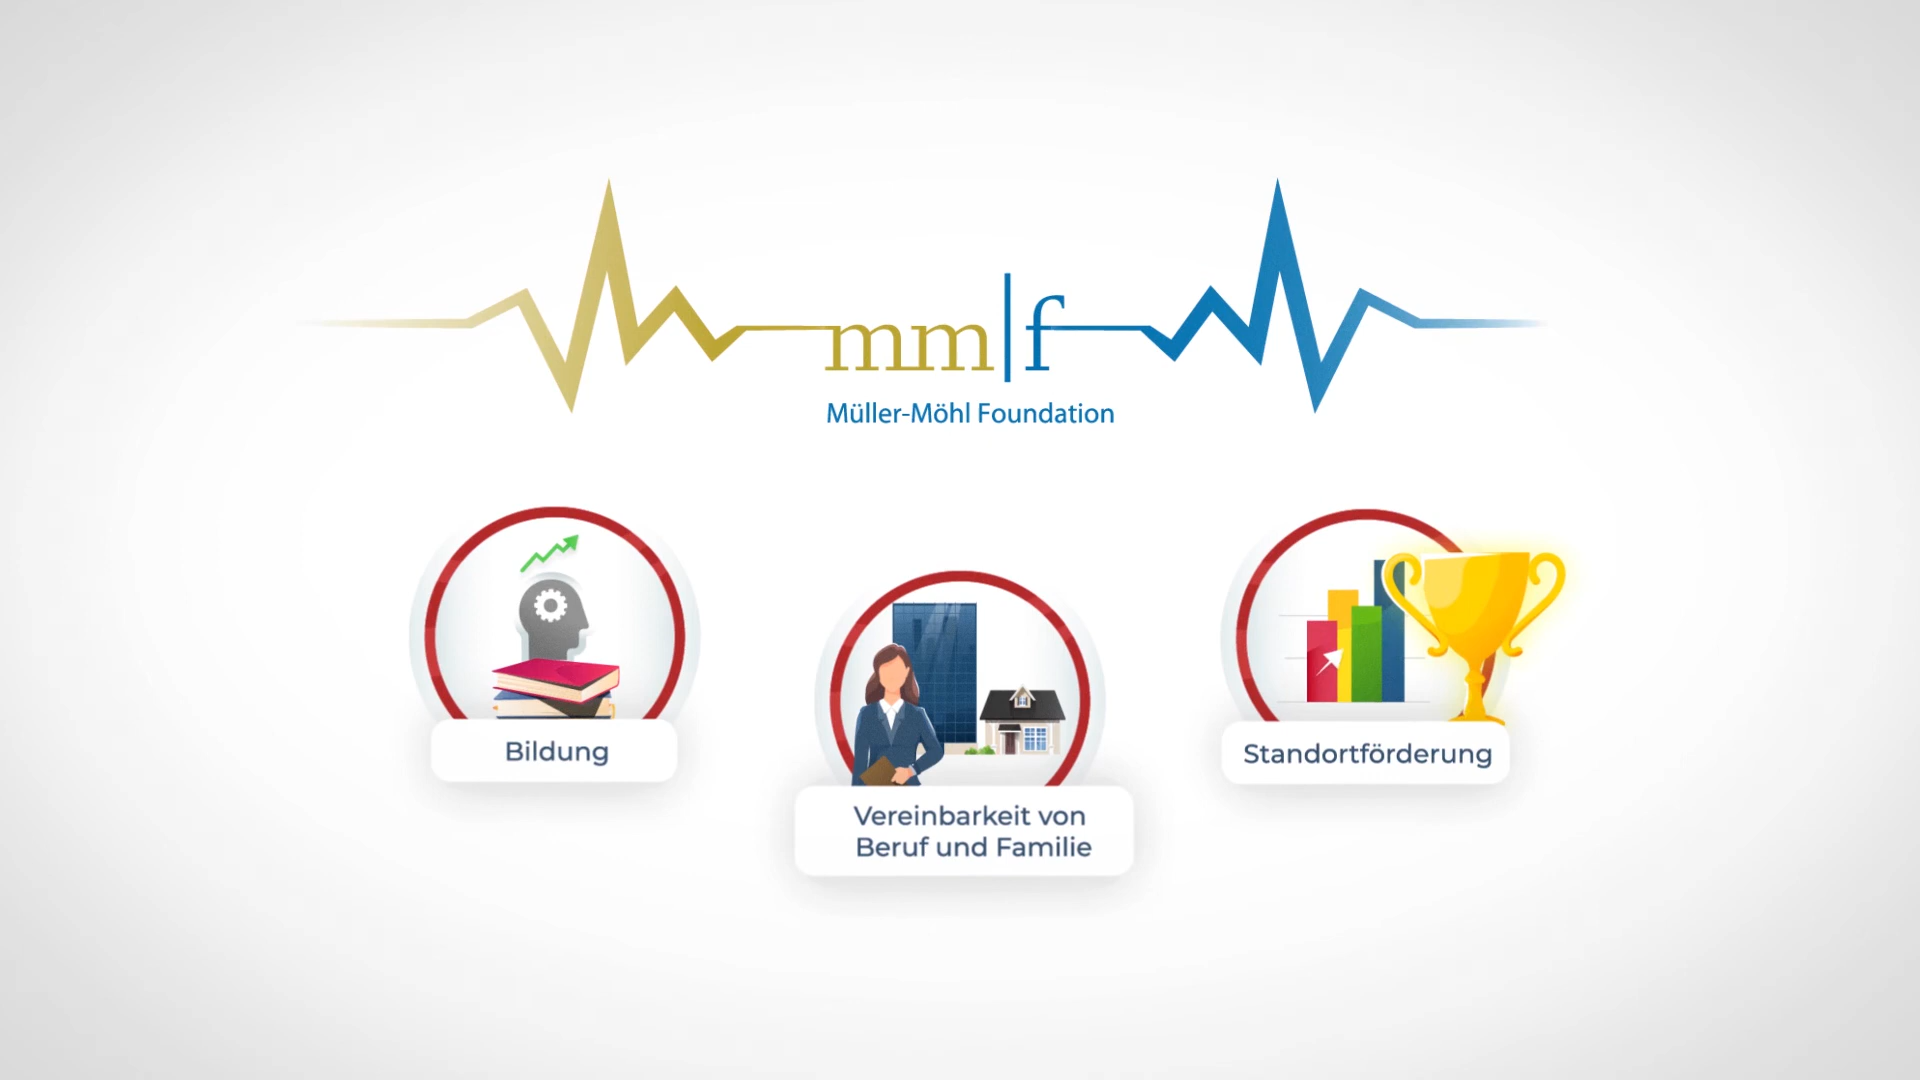 mm|f
Müller-Möhl Foundation
Bildung
Vereinbarkeit von
Beruf und Familie
Standortförderung